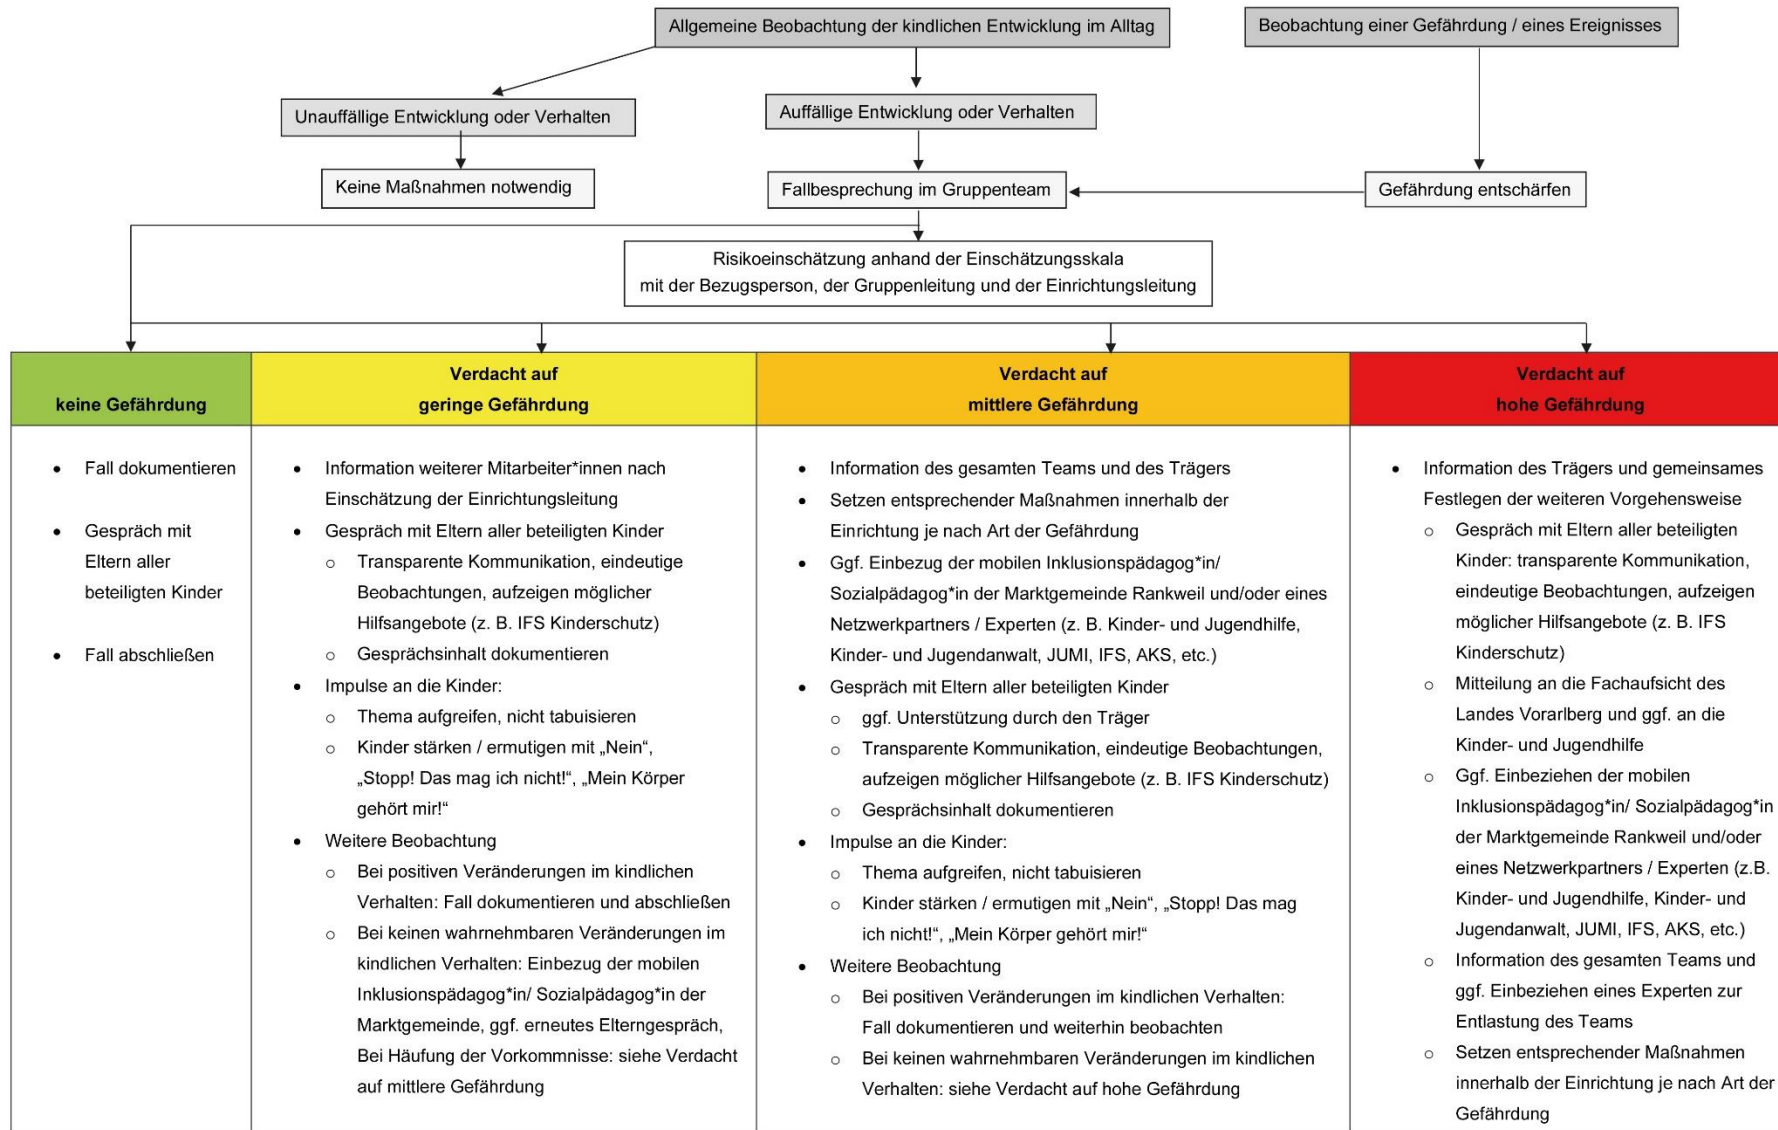 Allgemeine Beobachtung der kindlichen Entwicklung im Alltag
Beobachtung einer Gefährdung / eines Ereignisses
Unauffällige Entwicklung oder Verhalten
Auffällige Entwicklung oder Verhalten
Keine Maßnahmen notwendig
Fallbesprechung im Gruppenteam
Gefährdung entschärfen
Risikoeinschätzung anhand der Einschätzungsskala
mit der Bezugsperson, der Gruppenleitung und der Einrichtungsleitung
keine Gefährdung
• Fall dokumentieren
• Gespräch mit
Eltern aller
beteiligten Kinder
• Fall abschließen
Verdacht auf
geringe Gefährdung
• Information weiterer Mitarbeiter*innen nach
Einschätzung der Einrichtungsleitung
• Gespräch mit Eltern aller beteiligten Kinder
o Transparente Kommunikation, eindeutige
Beobachtungen, aufzeigen möglicher
Hilfsangebote (z. B. IFS Kinderschutz)
o Gesprächsinhalt dokumentieren
• Impulse an die Kinder:
o Thema aufgreifen, nicht tabuisieren
o Kinder stärken / ermutigen mit „Nein“,
„Stopp! Das mag ich nicht!“, „Mein Körper
gehört mir!“
• Weitere Beobachtung
o Bei positiven Veränderungen im kindlichen
Verhalten: Fall dokumentieren und abschließen
o Bei keinen wahrnehmbaren Veränderungen im
kindlichen Verhalten: Einbezug der mobilen
Inklusionspädagog*in/ Sozialpädagog*in der
Marktgemeinde, ggf. erneutes Elterngespräch,
Bei Häufung der Vorkommnisse: siehe Verdacht
auf mittlere Gefährdung
Verdacht auf
mittlere Gefährdung
• Information des gesamten Teams und des Trägers
• Setzen entsprechender Maßnahmen innerhalb der
Einrichtung je nach Art der Gefährdung
• Ggf. Einbezug der mobilen Inklusionspädagog*in/
Sozialpädagog*in der Marktgemeinde Rankweil und/oder eines
Netzwerkpartners / Experten (z. B. Kinder- und Jugendhilfe,
Kinder- und Jugendanwalt, JUMI, IFS, AKS, etc.)
• Gespräch mit Eltern aller beteiligten Kinder
o ggf. Unterstützung durch den Träger
o Transparente Kommunikation, eindeutige Beobachtungen,
aufzeigen möglicher Hilfsangebote (z. B. IFS Kinderschutz)
o Gesprächsinhalt dokumentieren
• Impulse an die Kinder:
o Thema aufgreifen, nicht tabuisieren
o Kinder stärken / ermutigen mit „Nein“, „Stopp! Das mag
ich nicht!“, „Mein Körper gehört mir!“
• Weitere Beobachtung
o Bei positiven Veränderungen im kindlichen Verhalten:
Fall dokumentieren und weiterhin beobachten
o Bei keinen wahrnehmbaren Veränderungen im kindlichen
Verhalten: siehe Verdacht auf hohe Gefährdung
Verdacht auf
hohe Gefährdung
• Information des Trägers und gemeinsames
Festlegen der weiteren Vorgehensweise
o Gespräch mit Eltern aller beteiligten
Kinder: transparente Kommunikation,
eindeutige Beobachtungen, aufzeigen
möglicher Hilfsangebote (z. B. IFS
Kinderschutz)
o Mitteilung an die Fachaufsicht des
Landes Vorarlberg und ggf. an die
Kinder- und Jugendhilfe
o Ggf. Einbeziehen der mobilen
Inklusionspädagog*in/ Sozialpädagog*in
der Marktgemeinde Rankweil und/oder
eines Netzwerkpartners / Experten (z.B.
Kinder- und Jugendhilfe, Kinder- und
Jugendanwalt, JUMI, IFS, AKS, etc.)
o Information des gesamten Teams und
ggf. Einbeziehen eines Experten zur
Entlastung des Teams
o Setzen entsprechender Maßnahmen
innerhalb der Einrichtung je nach Art der
Gefährdung